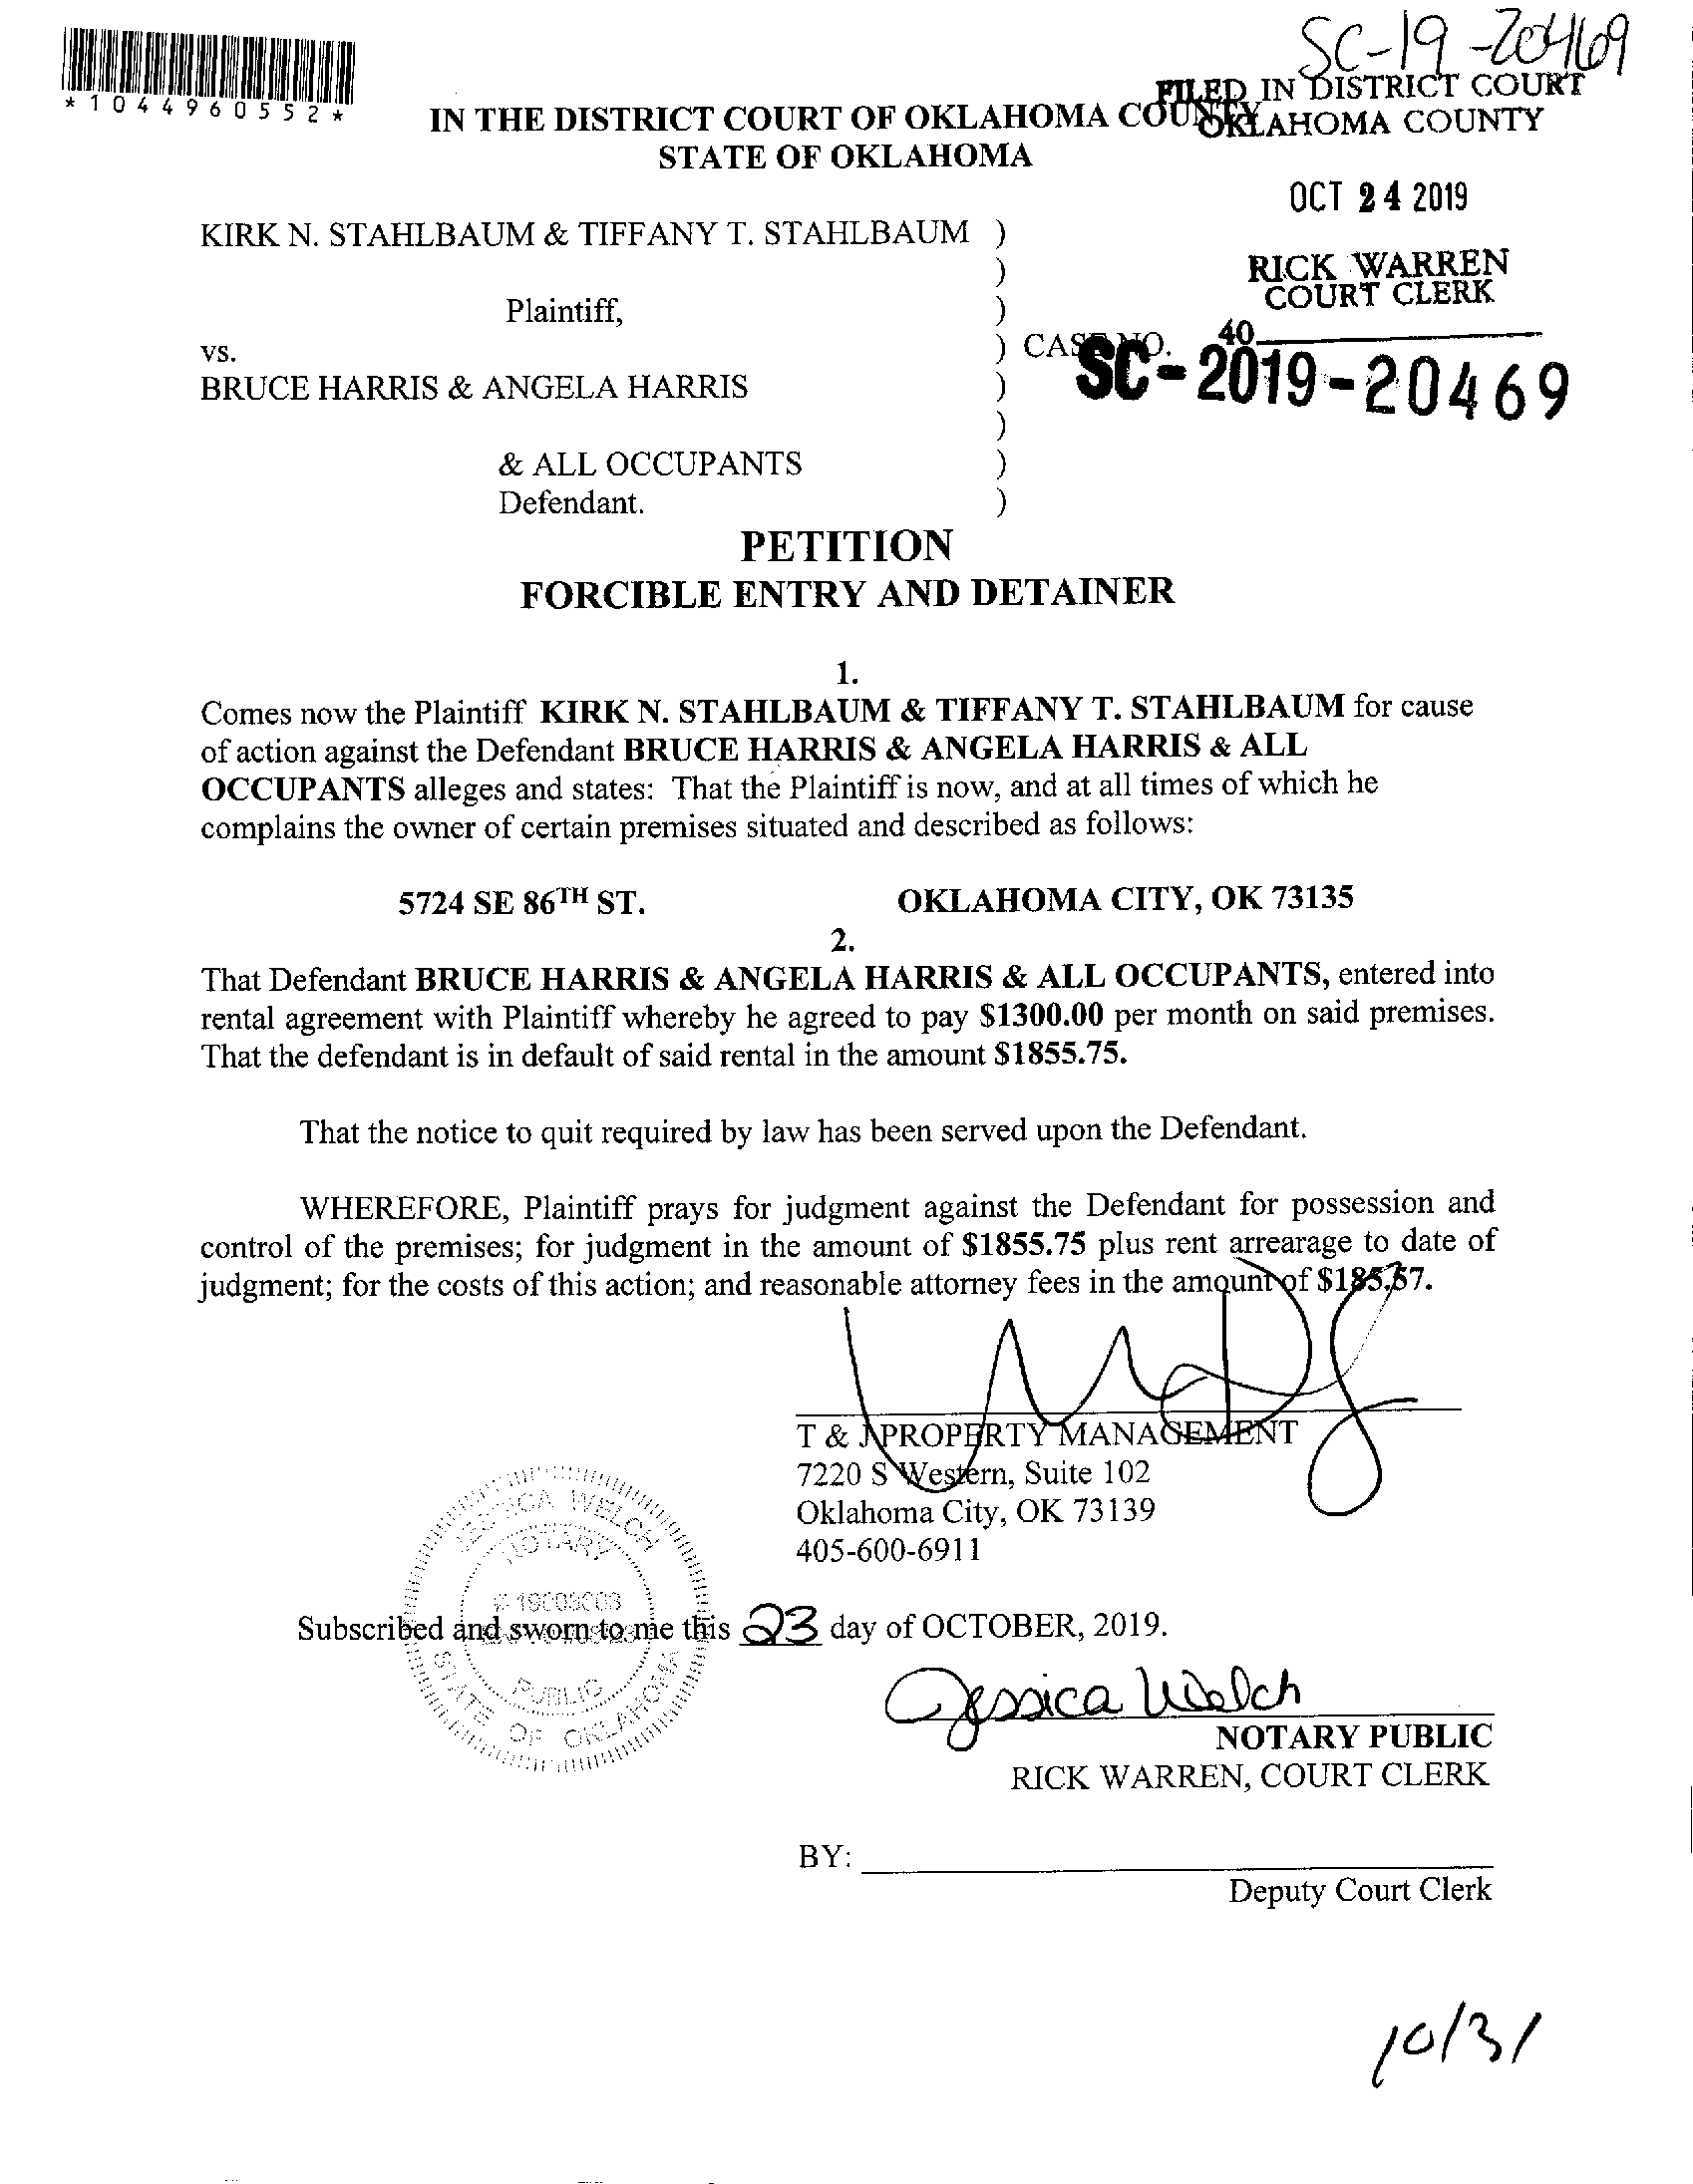 SC-19-20469
*1044960552*
FILED IN DISTRICT COURT
OKLAHOMA COUNTY
IN THE DISTRICT COURT OF OKLAHOMA COUNTY
STATE OF OKLAHOMA
OCT 24 2019
KIRK N. STAHLBAUM & TIFFANY T. STAHLBAUM )
)
RICK WARREN
COURT CLERK
Plaintiff, )
40
vs. ) CASE NO.
SC-2019-20469
BRUCE HARRIS & ANGELA HARRIS )
)
& ALL OCCUPANTS )
Defendant. )
PETITION
FORCIBLE ENTRY AND DETAINER
1.
Comes now the Plaintiff KIRK N. STAHLBAUM & TIFFANY T. STAHLBAUM for cause
of action against the Defendant BRUCE HARRIS & ANGELA HARRIS & ALL
OCCUPANTS alleges and states: That the Plaintiff is now, and at all times of which he
complains the owner of certain premises situated and described as follows:
5724 SE 86TH ST. OKLAHOMA CITY, OK 73135
2.
That Defendant BRUCE HARRIS & ANGELA HARRIS & ALL OCCUPANTS, entered into
rental agreement with Plaintiff whereby he agreed to pay $1300.00 per month on said premises.
That the defendant is in default of said rental in the amount $1855.75.
That the notice to quit required by law has been served upon the Defendant.
WHEREFORE, Plaintiff prays for judgment against the Defendant for possession and
control of the premises; for judgment in the amount of $1855.75 plus rent arrearage to date of
judgment; for the costs of this action; and reasonable attorney fees in the amount of
T & J PROPERTY MANAGEMENT
7220 S Western, Suite 102
Oklahoma City, OK 73139
405-600-6911
JESSICA WELCH
NOTARY
Subscribed and sworn to me this 23 day of OCTOBER, 2019.
PUBLIC
STATE OF OKLAHOMA
Jessica Welch
NOTARY PUBLIC
RICK WARREN, COURT CLERK
BY:
Deputy Court Clerk
10/31